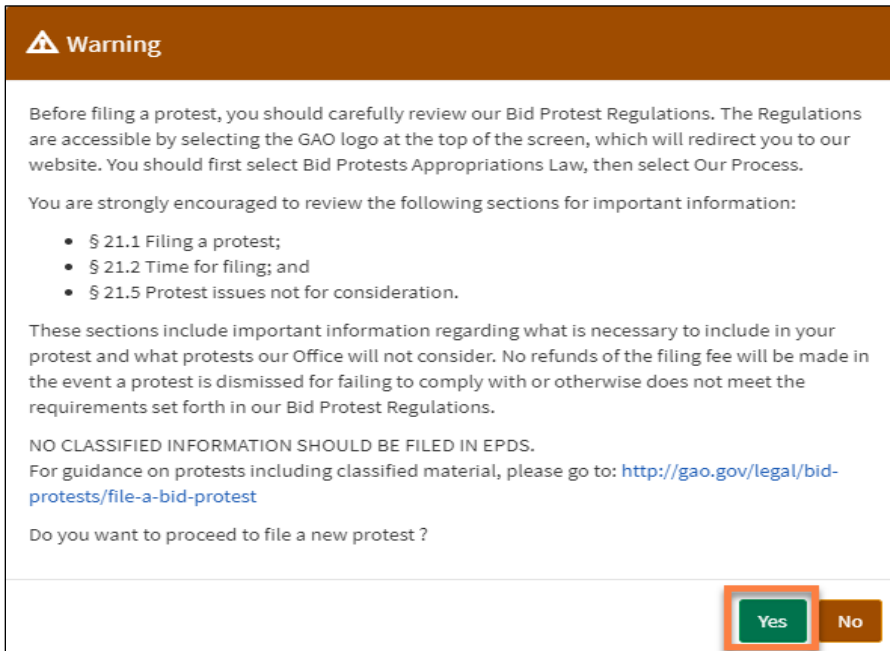 Warning
Before filing a protest, you should carefully review our Bid Protest Regulations. The Regulations
are accessible by selecting the GAO logo at the top of the screen, which will redirect you to our
website. You should first select Bid Protests Appropriations Law, then select Our Process.
You are strongly encouraged to review the following sections for important information:
• § 21.1 Filing a protest;
• § 21.2 Time for filing; and
• § 21.5 Protest issues not for consideration.
These sections include important information regarding what is necessary to include in your
protest and what protests our Office will not consider. No refunds of the filing fee will be made in
the event a protest is dismissed for failing to comply with or otherwise does not meet the
requirements set forth in our Bid Protest Regulations.
NO CLASSIFIED INFORMATION SHOULD BE FILED IN EPDS.
For guidance on protests including classified material, please go to: http://gao.gov/legal/bid-
protests/file-a-bid-protest
Do you want to proceed to file a new protest ?
Yes No